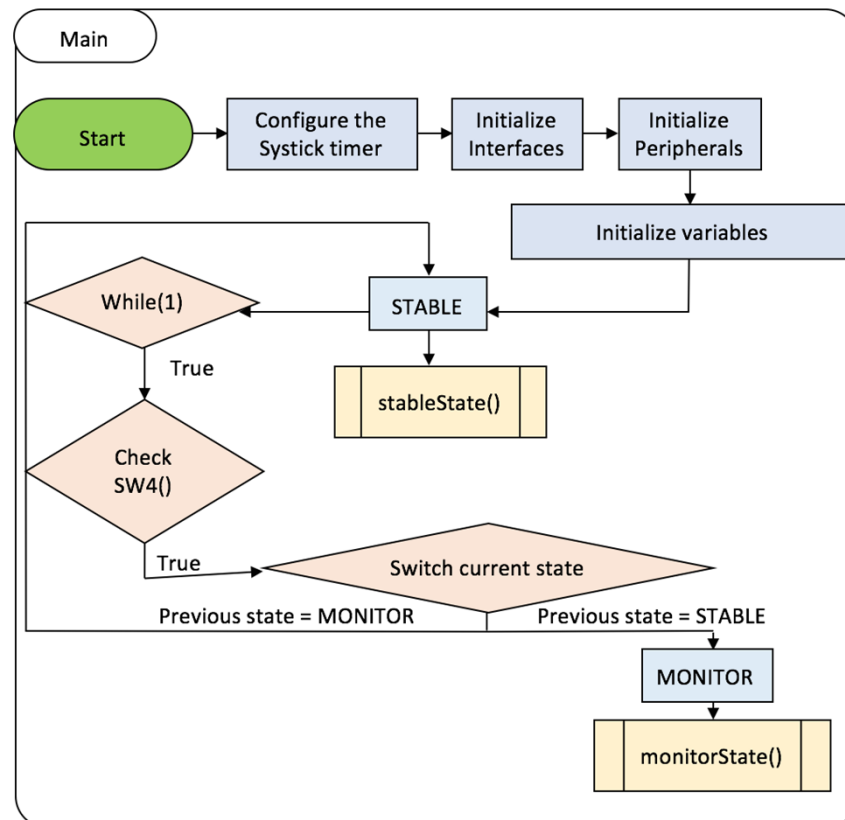 Main
Start
Configure the
Systick timer
Initialize
Interfaces
Initialize
Peripherals
Initialize variables
While(1)
STABLE
True
stableState()
Check
SW4()
True
Switch current state
Previous state = MONITOR
Previous state = STABLE
MONITOR
monitorState()